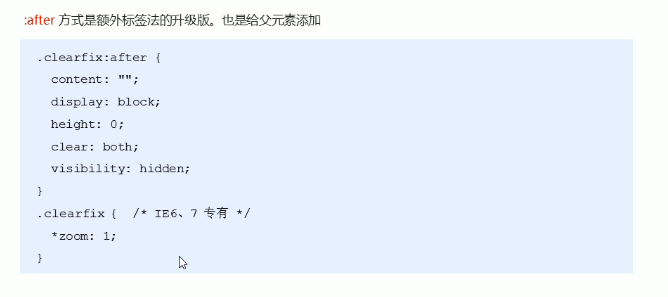 :after 方式是额外标签法的升级版。也是给父元素添加
.clearfix:after {
content: "";
display: block;
height: 0;
clear: both;
visibility: hidden;
}
.clearfix { /* IE6、7 专有 */
*zoom: 1;
}